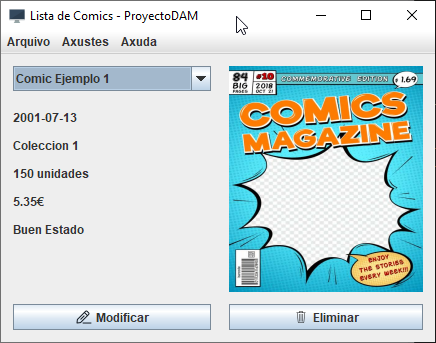 Lista de Comics - ProyectoDAM
Arquivo Axustes Axuda
Comic Ejemplo 1
2001-07-13
Coleccion 1
150 unidades
5.35€
Buen Estado
84 #10
BIG 2018
PAGES OCT 21
COMMEMORATIVE EDITION
$ 1.69
COMICS
MAGAZINE
ENJOY
THE STORIES
EVERY WEEK!!!
Modificar
Eliminar